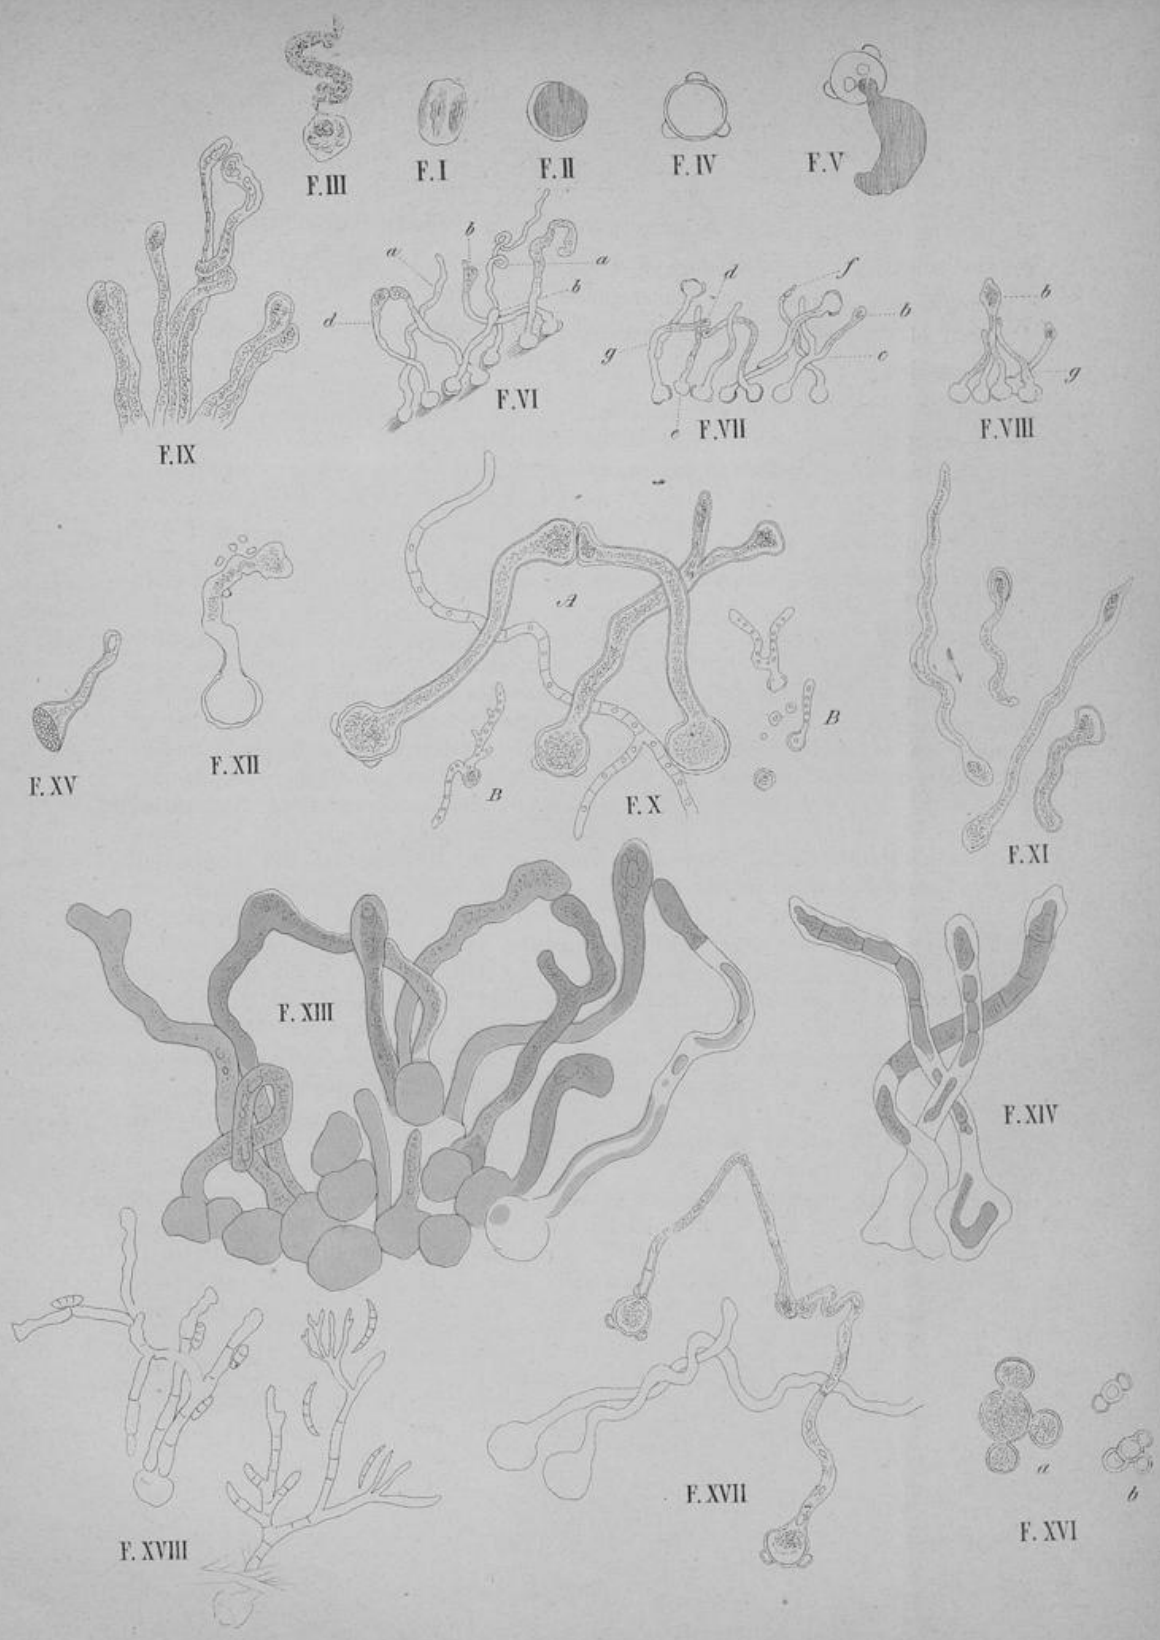 F. III
F. I
F. II
F. IV
F. V
a
b
a
b
d
F. VI
d
f
b
g
c
e
F. VII
b
g
F. VIII
F. IX
A
B
B
F. X
F. XI
F. XII
F. XV
F. XIII
F. XIV
F. XVII
a
b
F. XVI
F. XVIII